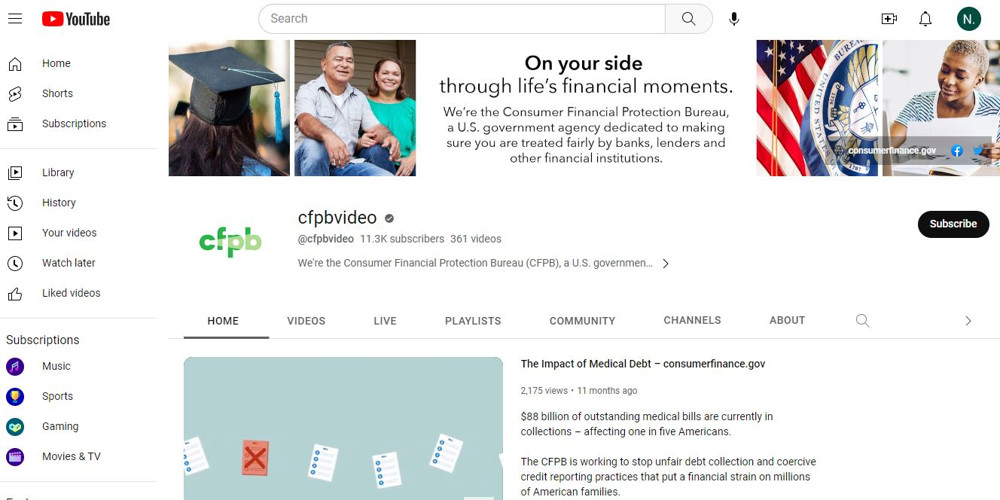 YouTube
Search
N.
Home
Shorts
Subscriptions
Library
History
Your videos
Watch later
Liked videos
Subscriptions
Music
Sports
Gaming
Movies & TV
On your side
through life's financial moments.
We're the Consumer Financial Protection Bureau,
a U.S. government agency dedicated to making
sure you are treated fairly by banks, lenders and
other financial institutions.
consumerfinance.gov
cfpb
cfpbvideo
@cfpbvideo 11.3K subscribers 361 videos
We're the Consumer Financial Protection Bureau (CFPB), a U.S. governmen...
Subscribe
HOME VIDEOS LIVE PLAYLISTS COMMUNITY CHANNELS ABOUT
The Impact of Medical Debt – consumerfinance.gov
2,175 views • 11 months ago
$88 billion of outstanding medical bills are currently in
collections – affecting one in five Americans.
The CFPB is working to stop unfair debt collection and coercive
credit reporting practices that put a financial strain on millions
of American families.